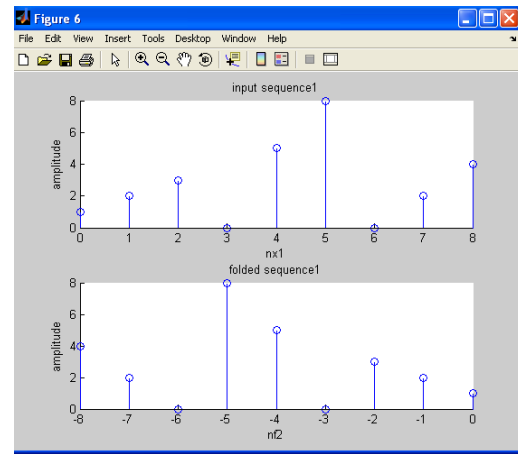 Figure 6
File Edit View Insert Tools Desktop Window Help
input sequence1
8
6
4
2
0
amplitude
0 1 2 3 4 5 6 7 8
nx1
folded sequence1
8
6
4
2
0
amplitude
-8 -7 -6 -5 -4 -3 -2 -1 0
nf2